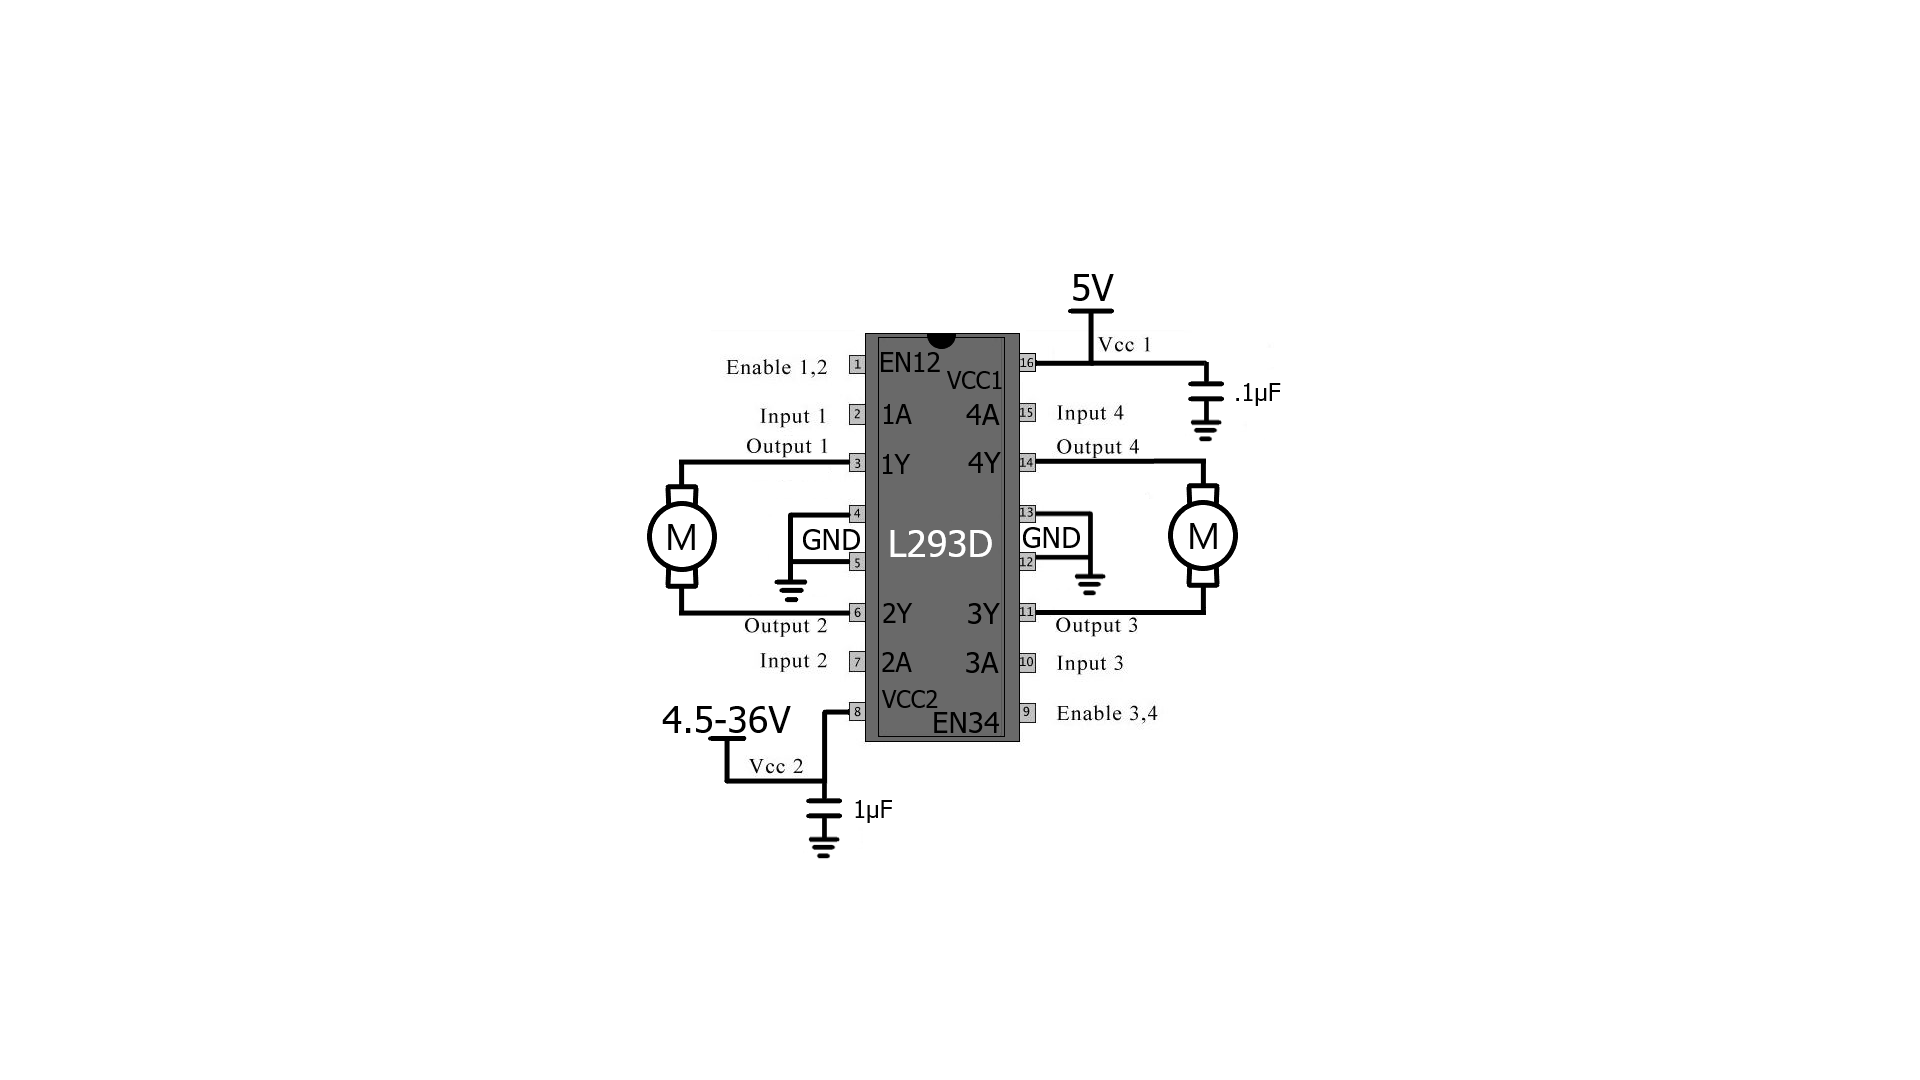 5V
Vcc 1
.1µF
Enable 1,2
1
EN12
VCC1
16
Input 1
2
1A
4A
15
Input 4
Output 1
3
1Y
4Y
14
Output 4
4
13
M
GND
L293D
GND
M
5
12
6
2Y
3Y
11
Output 2
Output 3
Input 2
7
2A
3A
10
Input 3
VCC2
8
EN34
9
Enable 3,4
4.5-36V
Vcc 2
1µF